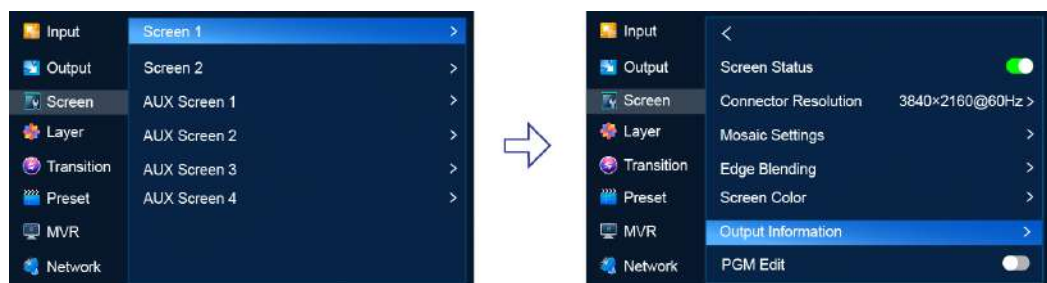 Input
Output
Screen
Layer
Transition
Preset
MVR
Network
Screen 1 >
Screen 2 >
AUX Screen 1 >
AUX Screen 2 >
AUX Screen 3 >
AUX Screen 4 >
Input
Output
Screen
Layer
Transition
Preset
MVR
Network
<
Screen Status
Connector Resolution 3840×2160@60Hz >
Mosaic Settings >
Edge Blending >
Screen Color >
Output Information >
PGM Edit